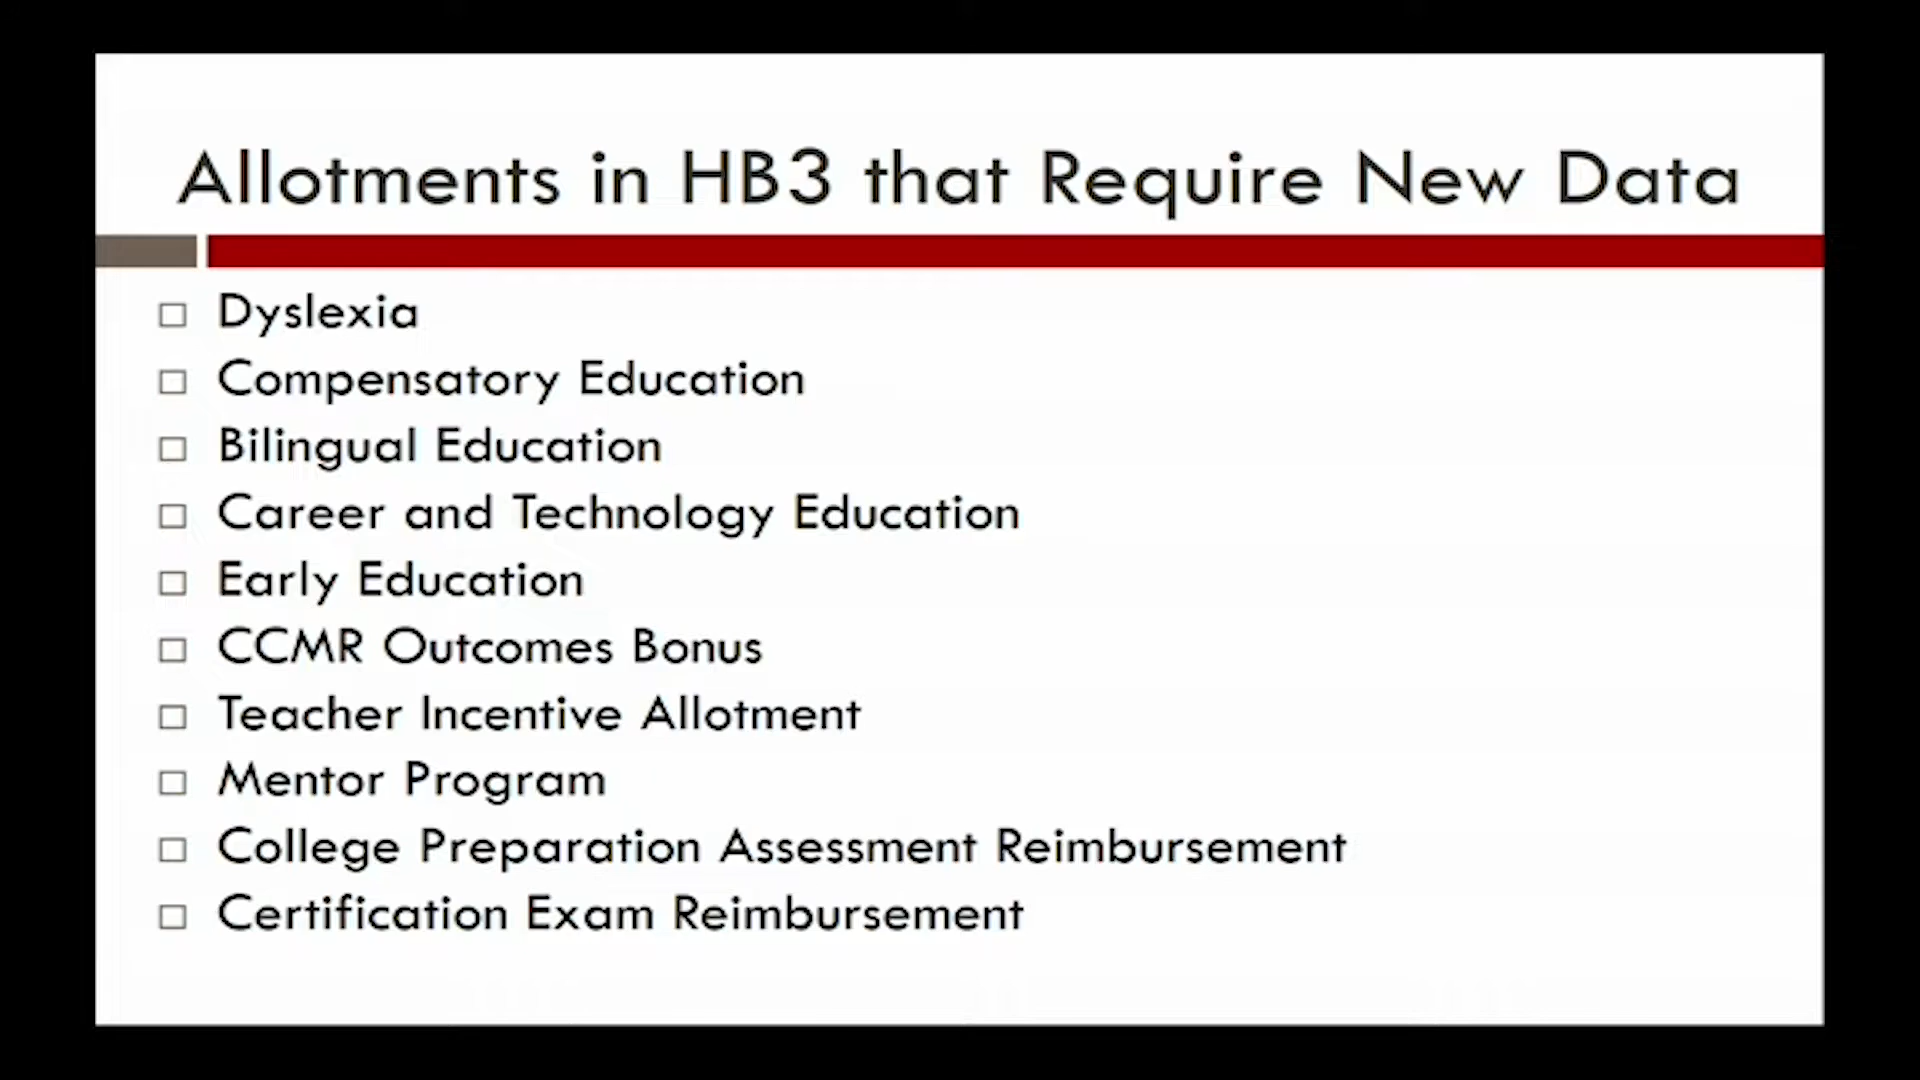 Allotments in HB3 that Require New Data
Dyslexia
Compensatory Education
Bilingual Education
Career and Technology Education
Early Education
CCMR Outcomes Bonus
Teacher Incentive Allotment
Mentor Program
College Preparation Assessment Reimbursement
Certification Exam Reimbursement